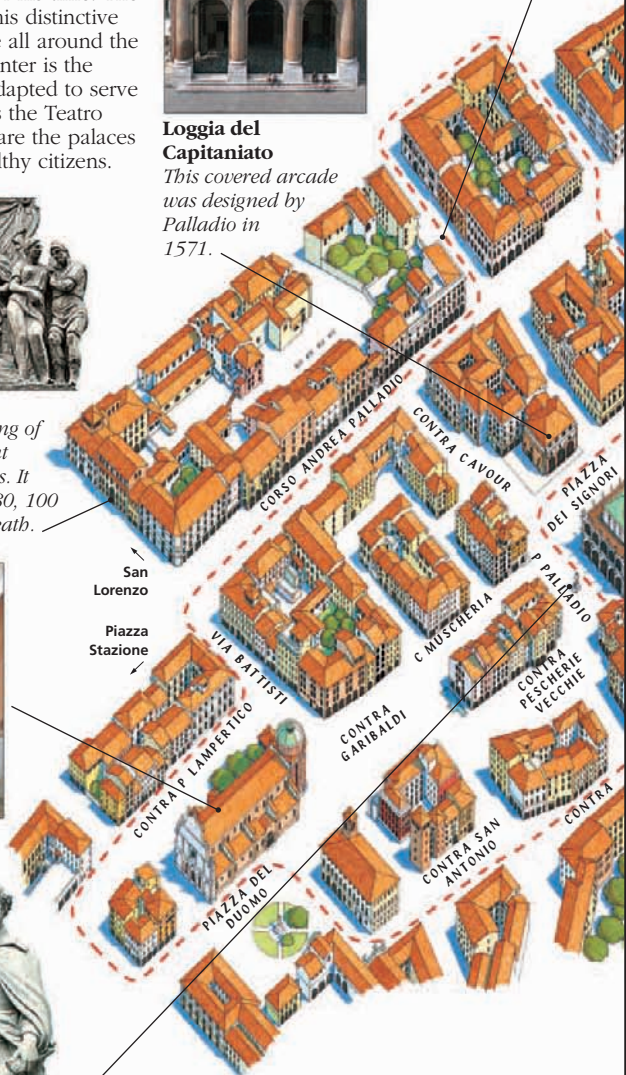 his distinctive
all around the
nter is the
dapted to serve
s the Teatro
are the palaces
lthy citizens.
Loggia del
Capitaniato
This covered arcade
was designed by
Palladio in
1571.
ng of
nt
s. It
80, 100
eath.
San
Lorenzo
Piazza
Stazione
CORSO ANDREA PALLADIO
CONTRA CAVOUR
PIAZZA
DEI SIGNORI
P PALLADIO
C MUSCHERIA
CONTRA
PESCHERIE
VECCHIE
VIA BATTISTI
CONTRA
GARIBALDI
CONTRA P LAMPERTICO
CONTRA SAN
ANTONIO
CONTRA
PIAZZA DEL
DUOMO